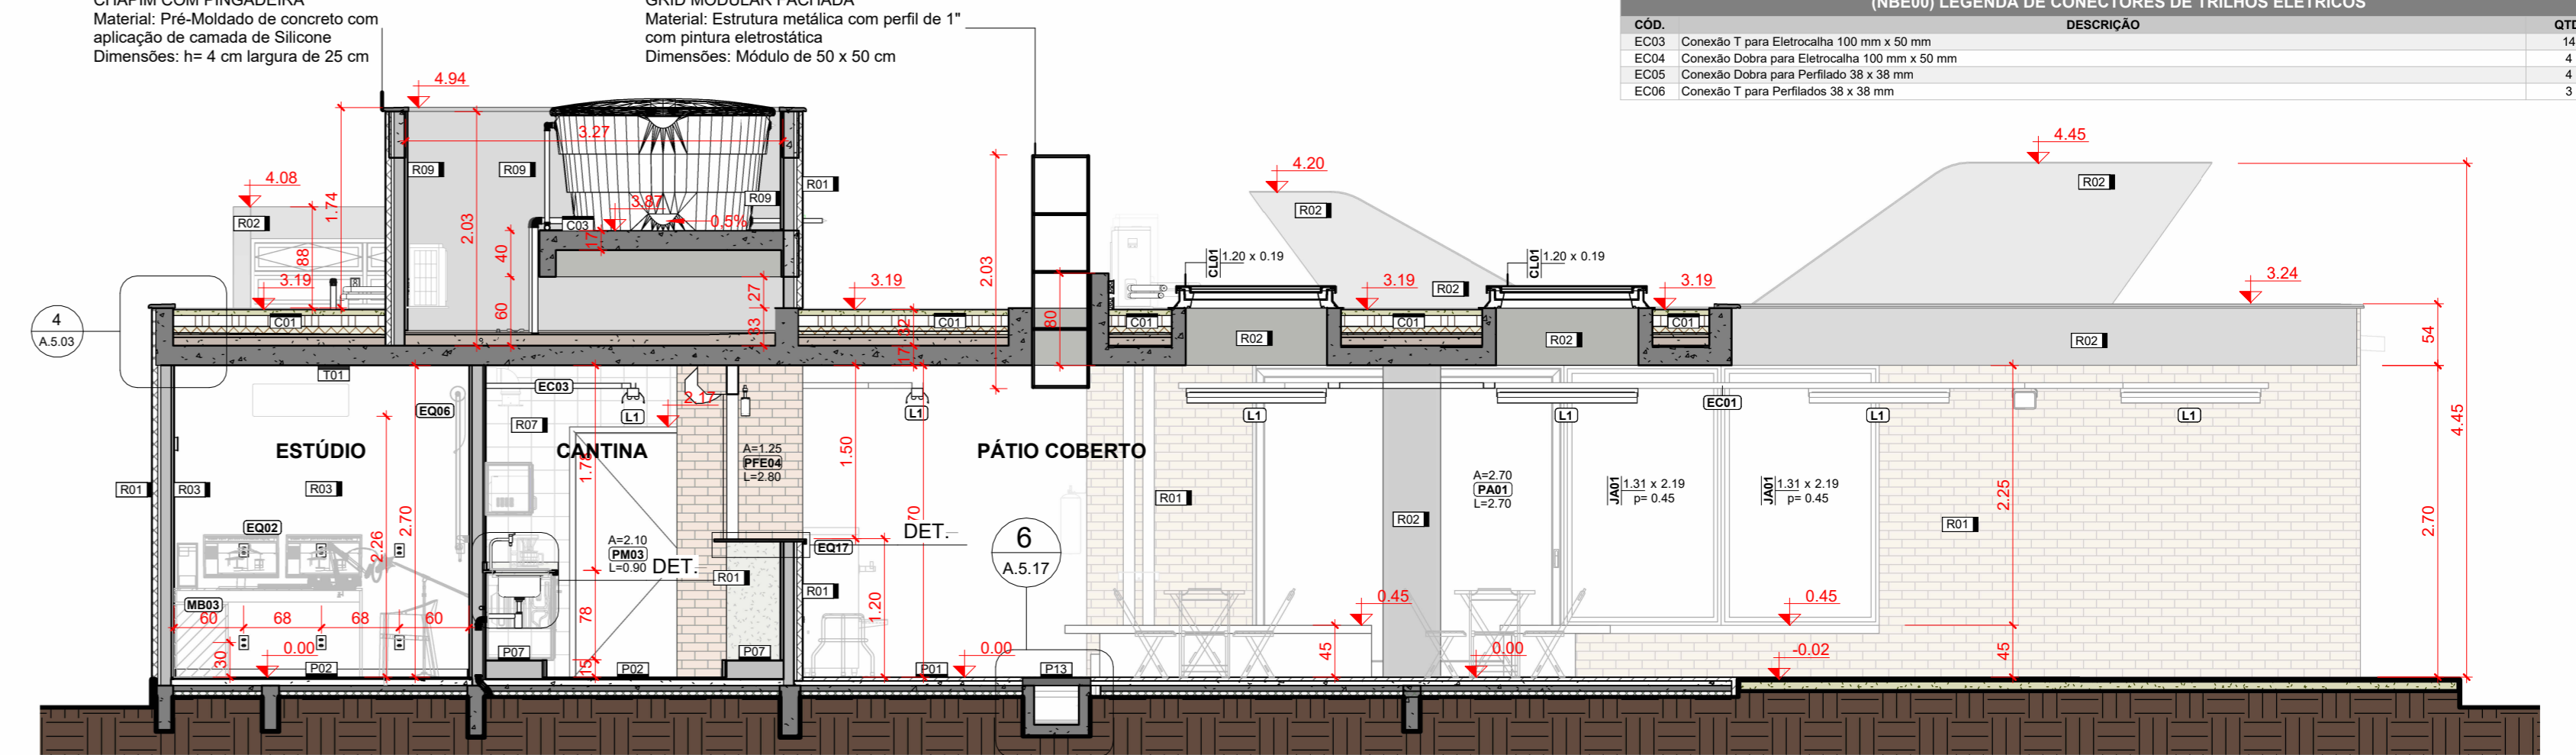 CHAPIM COM PINGADEIRA
Material: Pré-Moldado de concreto com
aplicação de camada de Silicone
Dimensões: h= 4 cm largura de 25 cm
GRID MODULAR FACHADA
Material: Estrutura metálica com perfil de 1"
com pintura eletrostática
Dimensões: Módulo de 50 x 50 cm
(NBE00) LEGENDA DE CONECTORES DE TRILHOS ELÉTRICOS
CÓD. DESCRIÇÃO QTD
EC03 Conexão T para Eletrocalha 100 mm x 50 mm 14
EC04 Conexão Dobra para Eletrocalha 100 mm x 50 mm 4
EC05 Conexão Dobra para Perfilado 38 x 38 mm 4
EC06 Conexão T para Perfilados 38 x 38 mm 3
4.94
4.45
3.27
4.20
R09 R09 R01 R02
4.08
1.74
R02
R09
R02
3.87
0,5%
C03
17
2.03
40
88
CL01 1.20 x 0.19
CL01 1.20 x 0.19
2.03
3.19
3.19
3.19
R02
3.19
3.24
27
60
4
A.5.03
C01
C01
C01
C01
C01
33
32
80
17
R02
R02
R02
54
4.45
T01
EC03
L1
2.17
L1
L1
L1
EC01
L1
L1
EQ06
R07
ESTÚDIO
CANTINA
PÁTIO COBERTO
1.78
A=1.25
PFE04
L=2.80
1.50
A=2.70
PA01
L=2.70
JA01 1.31 x 2.19
p= 0.45
JA01 1.31 x 2.19
p= 0.45
2.25
R01
R03
R03
R01
R02
R01
2.70
2.26
2.70
70
EQ02
DET.
6
A.5.17
EQ17
A=2.10
PM03
L=0.90
DET.
R01
R01
1.20
MB03
60 68 68 60
78
0.45
0.45
30
0.00
P02
P07
15
P02
P07
P01
0.00
P13
45
0.00
-0.02
45